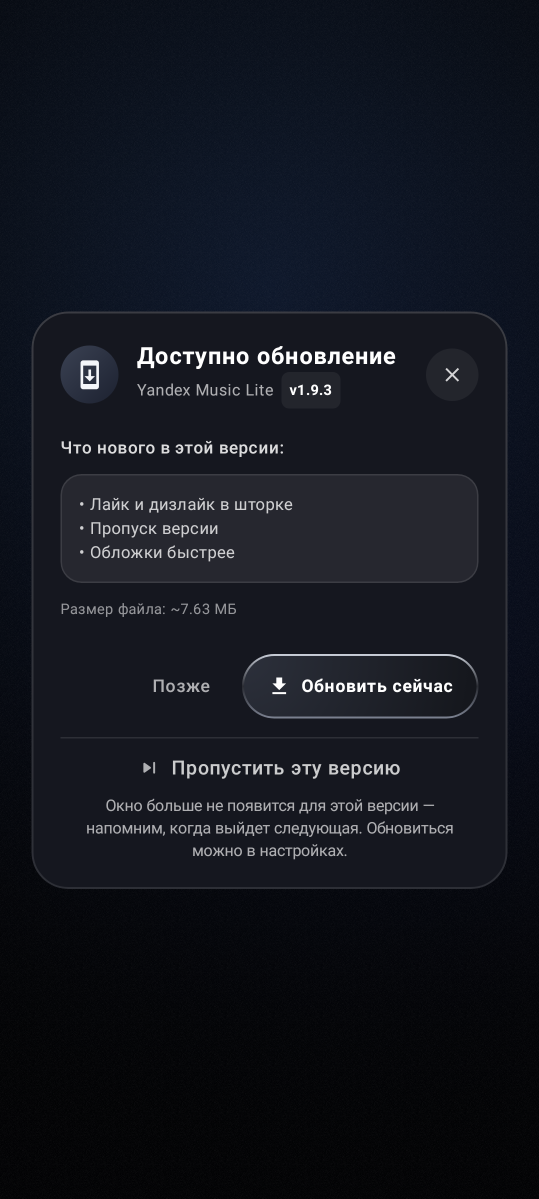 Доступно обновление
Yandex Music Lite v1.9.3
Что нового в этой версии:
• Лайк и дизлайк в шторке
• Пропуск версии
• Обложки быстрее
Размер файла: ~7.63 МБ
Позже Обновить сейчас
Пропустить эту версию
Окно больше не появится для этой версии —
напомним, когда выйдет следующая. Обновиться
можно в настройках.